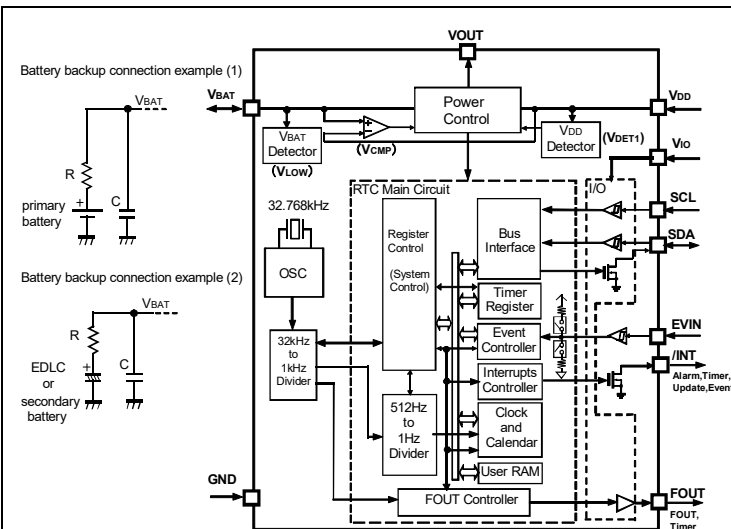 VOUT
Battery backup connection example (1)
VBAT
R
+
primary
battery
C
Battery backup connection example (2)
VBAT
R
+
EDLC
or
secondary
battery
C
VBAT
Power
Control
VDD
VBAT
Detector
(VLOW)
+
−
(VCMP)
VDD
Detector
(VDET1)
VIO
RTC Main Circuit
I/O
SCL
SDA
32.768kHz
OSC
Register
Control
(System
Control)
Bus
Interface
Timer
Register
32kHz
to
1kHz
Divider
Event
Controller
EVIN
Interrupts
Controller
/INT
Alarm,Timer,
Update,Event
512Hz
to
1Hz
Divider
Clock
and
Calendar
User RAM
GND
FOUT Controller
FOUT
FOUT,
Timer